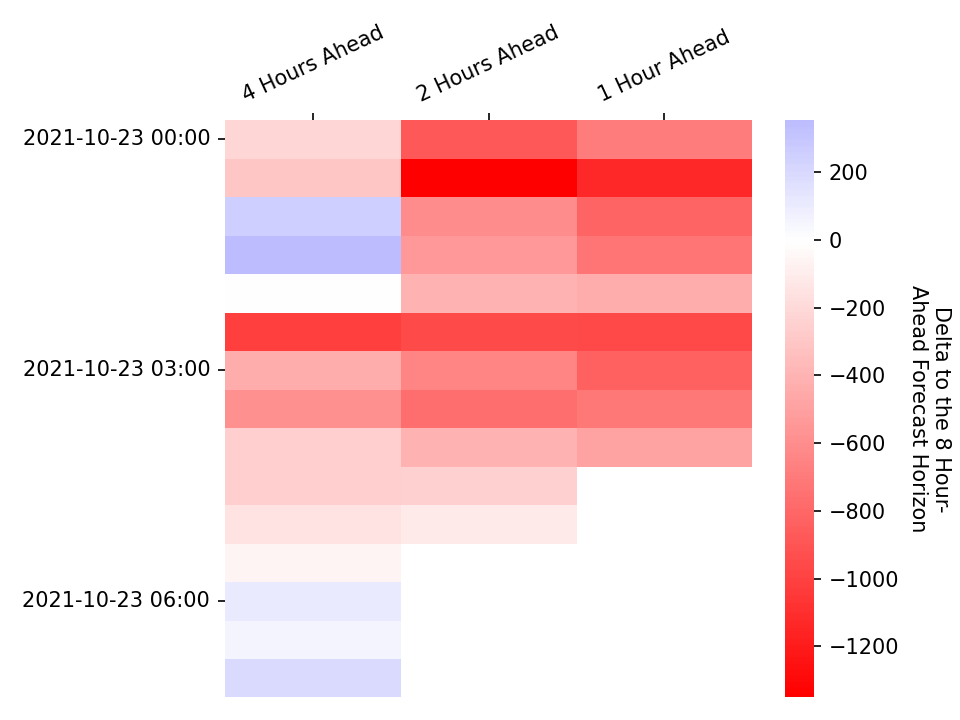 4 Hours Ahead
2 Hours Ahead
1 Hour Ahead
2021-10-23 00:00
2021-10-23 03:00
2021-10-23 06:00
200
0
−200
−400
−600
−800
−1000
−1200
Delta to the 8 Hour-
Ahead Forecast Horizon